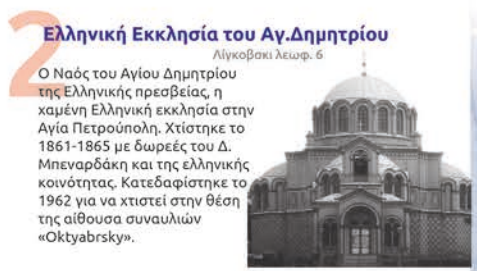 2
Ελληνική Εκκλησία του Αγ.Δημητρίου
Λίγκοβσκι λεωφ. 6
Ο Ναός του Αγίου Δημητρίου
της Ελληνικής πρεσβείας, η
χαμένη Ελληνική εκκλησία στην
Αγία Πετρούπολη. Χτίστηκε το
1861-1865 με δωρεές του Δ.
Μπεναρδάκη και της ελληνικής
κοινότητας. Κατεδαφίστηκε το
1962 για να χτιστεί στην θέση
της αίθουσα συναυλιών
«Oktyabrsky».